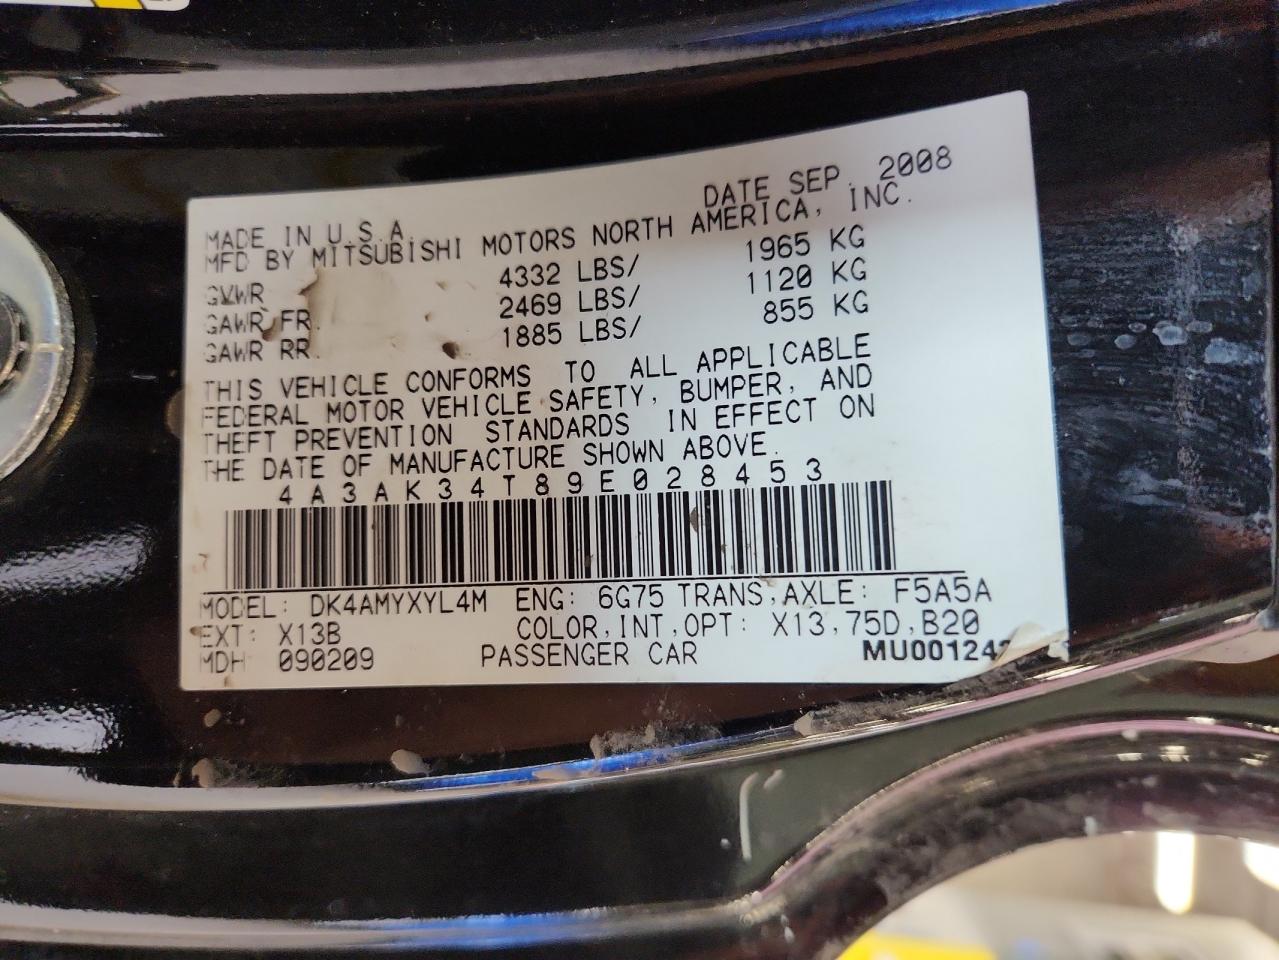 DATE SEP. 2008
MADE IN U.S.A.
MFD BY MITSUBISHI MOTORS NORTH AMERICA, INC.
GVWR 4332 LBS/ 1965 KG
GAWR FR 2469 LBS/ 1120 KG
GAWR RR 1885 LBS/ 855 KG
THIS VEHICLE CONFORMS TO ALL APPLICABLE
FEDERAL MOTOR VEHICLE SAFETY, BUMPER, AND
THEFT PREVENTION STANDARDS IN EFFECT ON
THE DATE OF MANUFACTURE SHOWN ABOVE.
4A3AK34T89E028453
MODEL: DK4AMYXYL4M ENG: 6G75 TRANS,AXLE: F5A5A
EXT: X13B COLOR,INT,OPT: X13,75D,B20
MDH 090209 PASSENGER CAR